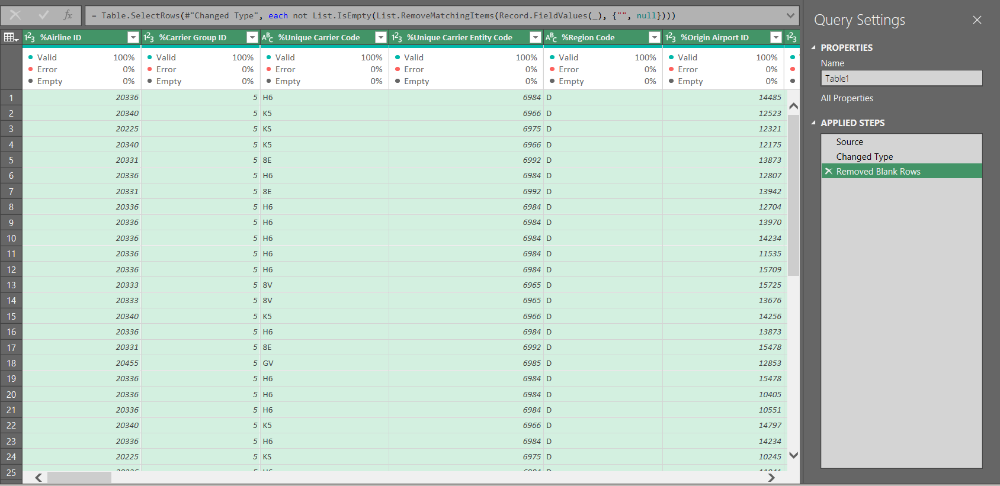 = Table.SelectRows(#"Changed Type", each not List.IsEmpty(List.RemoveMatchingItems(Record.FieldValues(_), {"", null})))
123 %Airline ID 123 %Carrier Group ID ABC %Unique Carrier Code 123 %Unique Carrier Entity Code ABC %Region Code 123 %Origin Airport ID 123
Valid 100% Valid 100% Valid 100% Valid 100% Valid 100% Valid 100%
Error 0% Error 0% Error 0% Error 0% Error 0% Error 0%
Empty 0% Empty 0% Empty 0% Empty 0% Empty 0% Empty 0%
1 20336 5 H6 6984 D 14485
2 20340 5 K5 6966 D 12523
3 20225 5 KS 6975 D 12321
4 20340 5 K5 6966 D 12175
5 20331 5 8E 6992 D 13873
6 20336 5 H6 6984 D 12807
7 20331 5 8E 6992 D 13942
8 20336 5 H6 6984 D 12704
9 20336 5 H6 6984 D 13970
10 20336 5 H6 6984 D 14234
11 20336 5 H6 6984 D 11535
12 20336 5 H6 6984 D 15709
13 20333 5 8V 6965 D 15725
14 20333 5 8V 6965 D 13676
15 20340 5 K5 6966 D 14256
16 20336 5 H6 6984 D 13873
17 20331 5 8E 6992 D 15478
18 20455 5 GV 6985 D 12853
19 20336 5 H6 6984 D 15478
20 20336 5 H6 6984 D 10405
21 20336 5 H6 6984 D 10551
22 20340 5 K5 6966 D 14797
23 20336 5 H6 6984 D 14234
24 20225 5 KS 6975 D 10245
25
Query Settings
PROPERTIES
Name
Table1
All Properties
APPLIED STEPS
Source
Changed Type
Removed Blank Rows